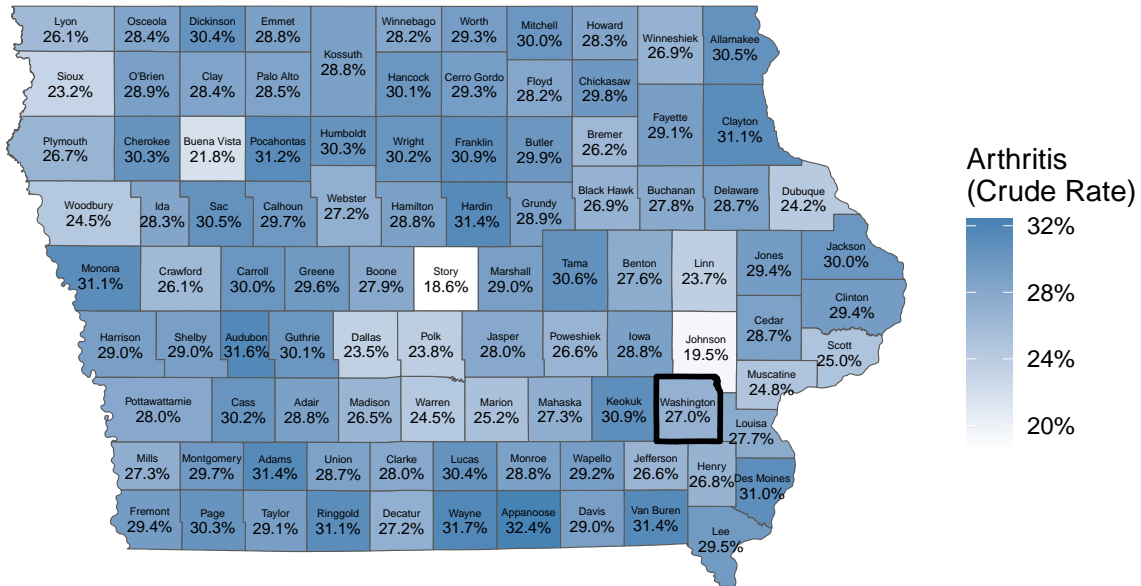 Lyon
26.1%
Osceola
28.4%
Dickinson
30.4%
Emmet
28.8%
Winnebago
28.2%
Worth
29.3%
Mitchell
30.0%
Howard
28.3%
Winneshiek
26.9%
Allamakee
30.5%
Kossuth
28.8%
Sioux
23.2%
O'Brien
28.9%
Clay
28.4%
Palo Alto
28.5%
Hancock
30.1%
Cerro Gordo
29.3%
Floyd
28.2%
Chickasaw
29.8%
Fayette
29.1%
Clayton
31.1%
Plymouth
26.7%
Cherokee
30.3%
Buena Vista
21.8%
Pocahontas
31.2%
Humboldt
30.3%
Wright
30.2%
Franklin
30.9%
Butler
29.9%
Bremer
26.2%
Woodbury
24.5%
Ida
28.3%
Sac
30.5%
Calhoun
29.7%
Webster
27.2%
Hamilton
28.8%
Hardin
31.4%
Grundy
28.9%
Black Hawk
26.9%
Buchanan
27.8%
Delaware
28.7%
Dubuque
24.2%
Monona
31.1%
Crawford
26.1%
Carroll
30.0%
Greene
29.6%
Boone
27.9%
Story
18.6%
Marshall
29.0%
Tama
30.6%
Benton
27.6%
Linn
23.7%
Jones
29.4%
Jackson
30.0%
Clinton
29.4%
Harrison
29.0%
Shelby
29.0%
Audubon
31.6%
Guthrie
30.1%
Dallas
23.5%
Polk
23.8%
Jasper
28.0%
Poweshiek
26.6%
Iowa
28.8%
Johnson
19.5%
Cedar
28.7%
Scott
25.0%
Muscatine
24.8%
Pottawattamie
28.0%
Cass
30.2%
Adair
28.8%
Madison
26.5%
Warren
24.5%
Marion
25.2%
Mahaska
27.3%
Keokuk
30.9%
Washington
27.0%
Louisa
27.7%
Mills
27.3%
Montgomery
29.7%
Adams
31.4%
Union
28.7%
Clarke
28.0%
Lucas
30.4%
Monroe
28.8%
Wapello
29.2%
Jefferson
26.6%
Henry
26.8%
Des Moines
31.0%
Fremont
29.4%
Page
30.3%
Taylor
29.1%
Ringgold
31.1%
Decatur
27.2%
Wayne
31.7%
Appanoose
32.4%
Davis
29.0%
Van Buren
31.4%
Lee
29.5%
Arthritis
(Crude Rate)
32%
28%
24%
20%